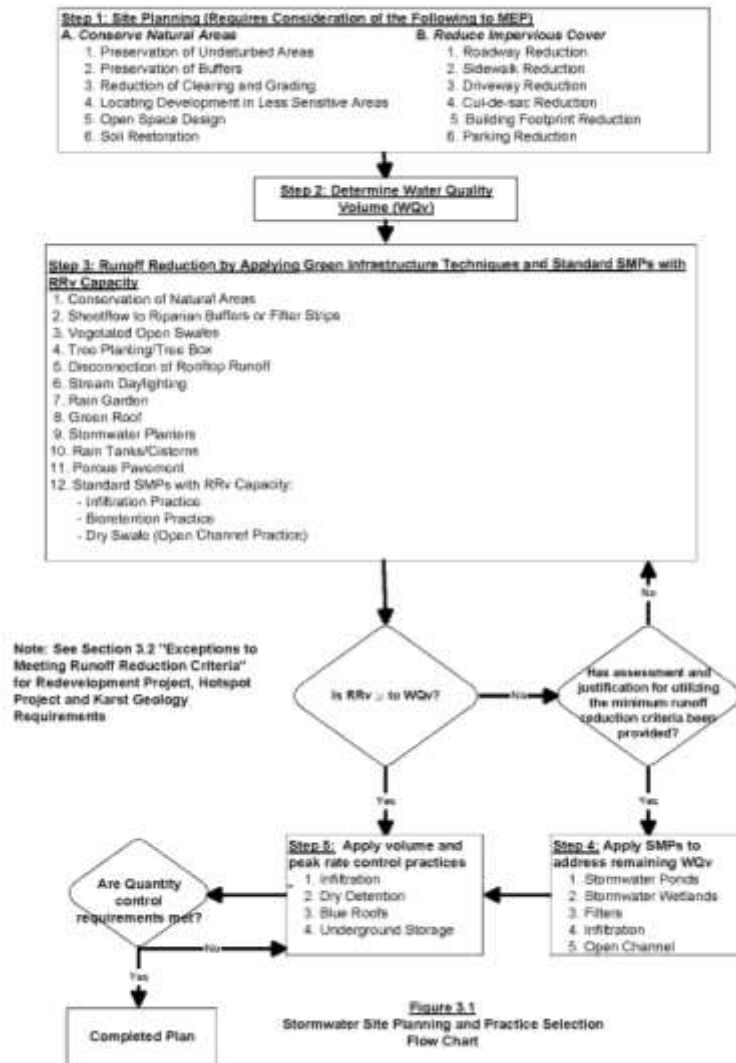 Step 1: Site Planning (Requires Consideration of the Following to MEP)
A. Conserve Natural Areas
1. Preservation of Undisturbed Areas
2. Preservation of Buffers
3. Reduction of Clearing and Grading
4. Locating Development in Less Sensitive Areas
5. Open Space Design
6. Soil Restoration
B. Reduce Impervious Cover
1. Roadway Reduction
2. Sidewalk Reduction
3. Driveway Reduction
4. Cul-de-sac Reduction
5. Building Footprint Reduction
6. Parking Reduction
Step 2: Determine Water Quality
Volume (WQv)
Step 3: Runoff Reduction by Applying Green Infrastructure Techniques and Standard SMPs with
RRv Capacity
1. Conservation of Natural Areas
2. Sheetflow to Riparian Buffers or Filter Strips
3. Vegetated Open Swales
4. Tree Planting/Tree Box
5. Disconnection of Rooftop Runoff
6. Stream Daylighting
7. Rain Garden
8. Green Roof
9. Stormwater Planters
10. Rain Tanks/Cisterns
11. Porous Pavement
12. Standard SMPs with RRv Capacity:
- Infiltration Practice
- Bioretention Practice
- Dry Swale (Open Channel Practice)
No
Note: See Section 3.2 "Exceptions to
Meeting Runoff Reduction Criteria"
for Redevelopment Project, Hotspot
Project and Karst Geology
Requirements
Is RRv ≥ to WQv?
No
Has assessment and
justification for utilizing
the minimum runoff
reduction criteria been
provided?
Yes
Yes
Step 5: Apply volume and
peak rate control practices
1. Infiltration
2. Dry Detention
3. Blue Roofs
4. Underground Storage
Step 4: Apply SMPs to
address remaining WQv
1. Stormwater Ponds
2. Stormwater Wetlands
3. Filters
4. Infiltration
5. Open Channel
Are Quantity
control
requirements met?
No
Yes
Completed Plan
Figure 3.1
Stormwater Site Planning and Practice Selection
Flow Chart